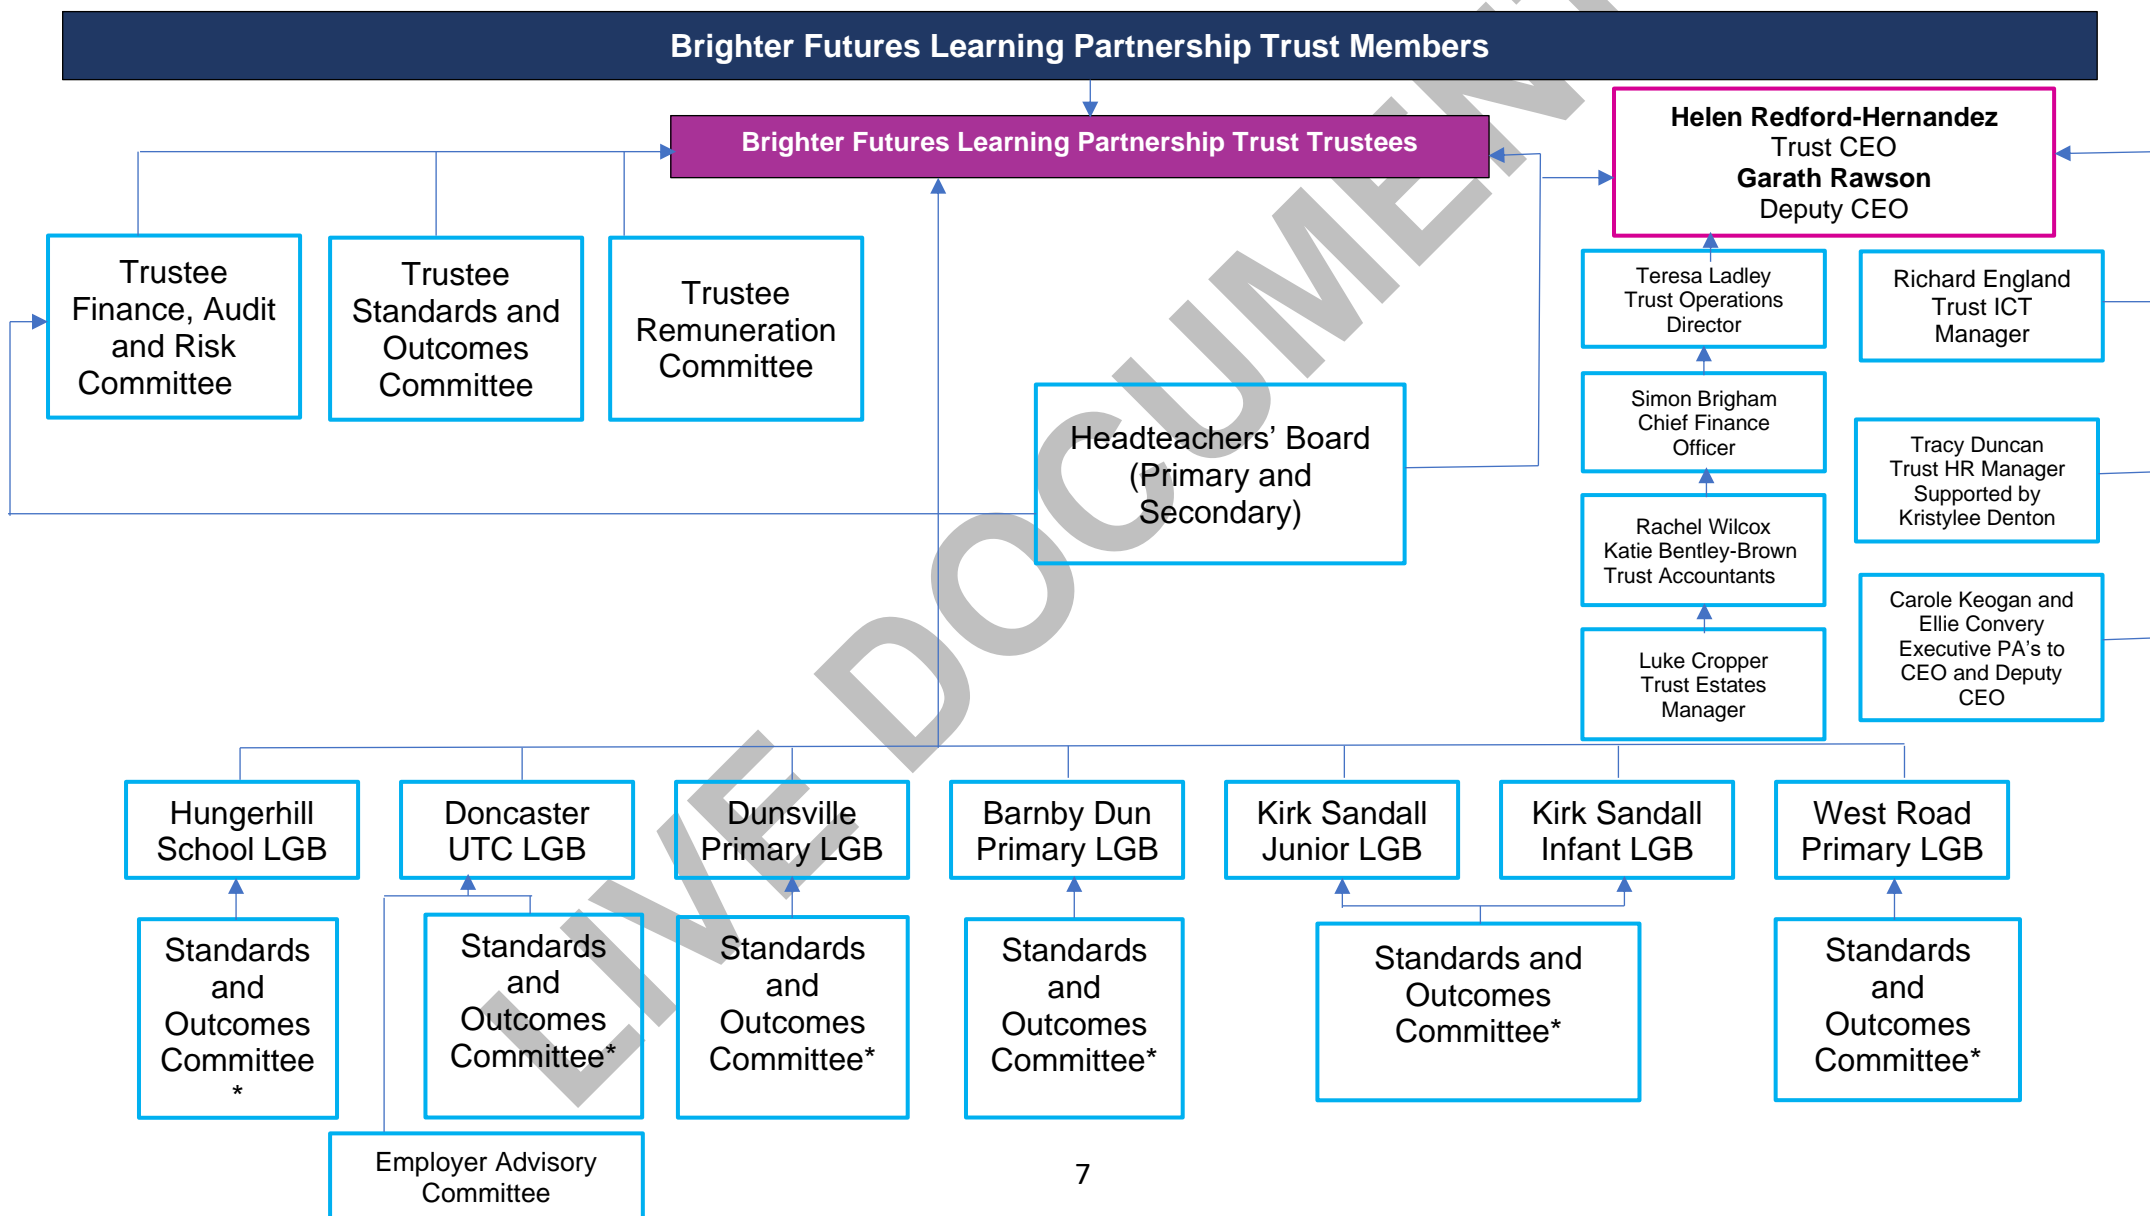 Brighter Futures Learning Partnership Trust Members
Brighter Futures Learning Partnership Trust Trustees
Helen Redford-Hernandez
Trust CEO
Garath Rawson
Deputy CEO
Trustee
Finance, Audit
and Risk
Committee
Trustee
Standards and
Outcomes
Committee
Trustee
Remuneration
Committee
Headteachers’ Board
(Primary and
Secondary)
Teresa Ladley
Trust Operations
Director
Richard England
Trust ICT
Manager
Simon Brigham
Chief Finance
Officer
Tracy Duncan
Trust HR Manager
Supported by
Kristylee Denton
Rachel Wilcox
Katie Bentley-Brown
Trust Accountants
Carole Keogan and
Ellie Convery
Executive PA’s to
CEO and Deputy
CEO
Luke Cropper
Trust Estates
Manager
Hungerhill
School LGB
Doncaster
UTC LGB
Dunsville
Primary LGB
Barnby Dun
Primary LGB
Kirk Sandall
Junior LGB
Kirk Sandall
Infant LGB
West Road
Primary LGB
Standards
and
Outcomes
Committee
*
Standards
and
Outcomes
Committee*
Standards
and
Outcomes
Committee*
Standards
and
Outcomes
Committee*
Standards and
Outcomes
Committee*
Standards
and
Outcomes
Committee*
Employer Advisory
Committee
7
LIVE DOCUMENT